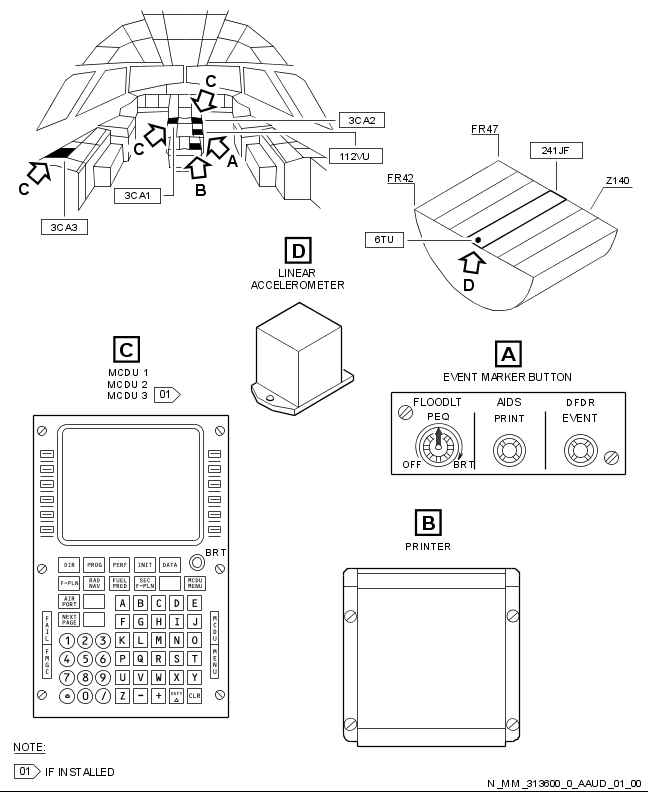 C
3CA2
FR47
C
241JF
A
112VU
C
B
FR42
Z140
3CA1
3CA3
6TU
D
D
LINEAR
ACCELEROMETER
C
MCDU 1
MCDU 2
MCDU 3 01
A
EVENT MARKER BUTTON
FLOODLT AIDS DFDR
PEQ PRINT EVENT
OFF BRT
B
PRINTER
BRT
DIR PROG PERF INIT DATA
F-PLN RAD NAV FUEL PRED SEC F-PLN MCDU MENU
AIR PORT A B C D E
NEXT PAGE F G H I J
FAIL MCDU
1 2 3 K L M N O
FMGC MENU
4 5 6 P Q R S T
7 8 9 U V W X Y
0 / Z - + OVFY △ CLR
NOTE:
01 IF INSTALLED
N_MM_313600_0_AAUD_01_00